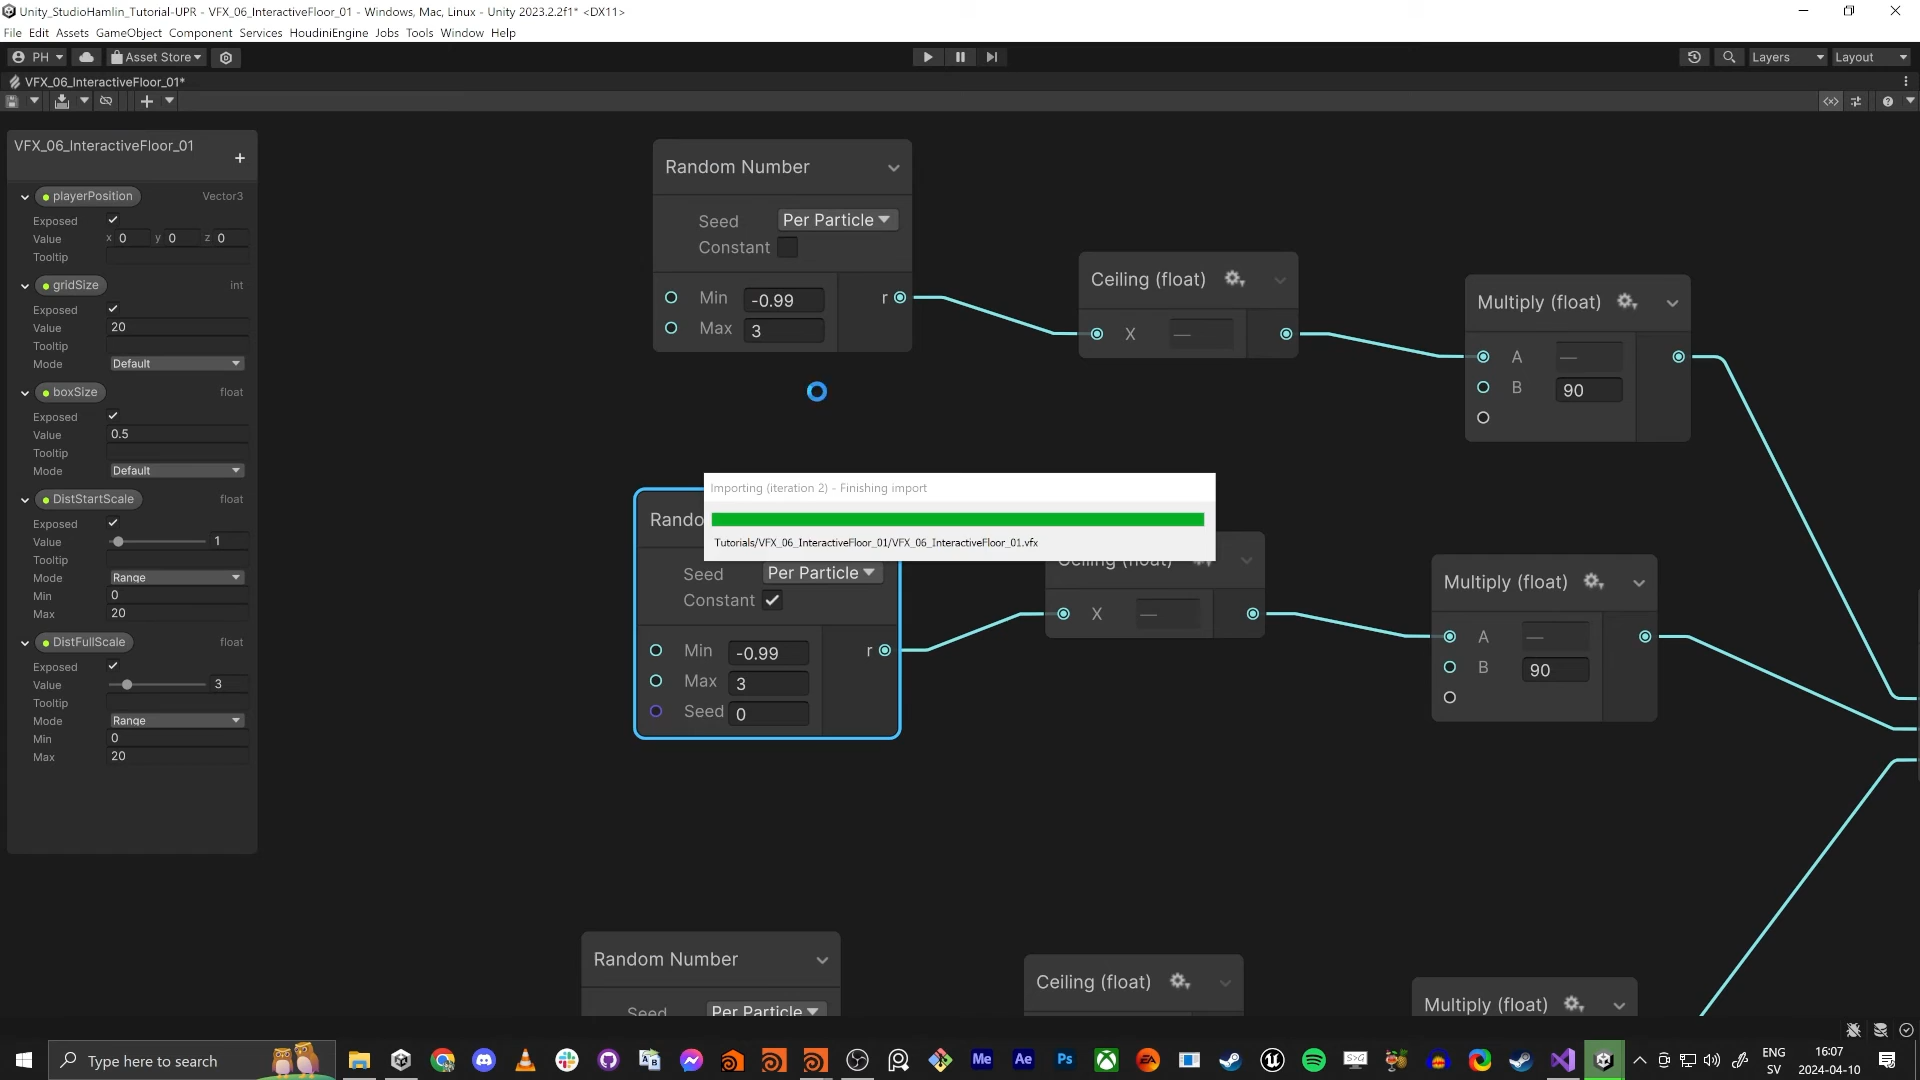 Unity_StudioHamlin_Tutorial-UPR - VFX_06_InteractiveFloor_01 - Windows, Mac, Linux - Unity 2023.2.2f1* <DX11>
File Edit Assets GameObject Component Services HoudiniEngine Jobs Tools Window Help
PH Asset Store Layers Layout
VFX_06_InteractiveFloor_01*
VFX_06_InteractiveFloor_01 +
playerPosition Vector3
Exposed
Value x 0 y 0 z 0
Tooltip
gridSize int
Exposed
Value 20
Tooltip
Mode Default
boxSize float
Exposed
Value 0.5
Tooltip
Mode Default
DistStartScale float
Exposed
Value 1
Tooltip
Mode Range
Min 0
Max 20
DistFullScale float
Exposed
Value 3
Tooltip
Mode Range
Min 0
Max 20
Random Number
Seed Per Particle
Constant
Min -0.99 r
Max 3
Ceiling (float)
X —
Multiply (float)
A —
B 90
Importing (iteration 2) - Finishing import
Tutorials/VFX_06_InteractiveFloor_01/VFX_06_InteractiveFloor_01.vfx
Rando
Seed Per Particle
Constant
Min -0.99 r
Max 3
Seed 0
Ceiling (float)
X —
Multiply (float)
A —
B 90
Random Number
Seed Per Particle
Ceiling (float)
Multiply (float)
Type here to search
Me Ae Ps
ENG
SV
16:07
2024-04-10